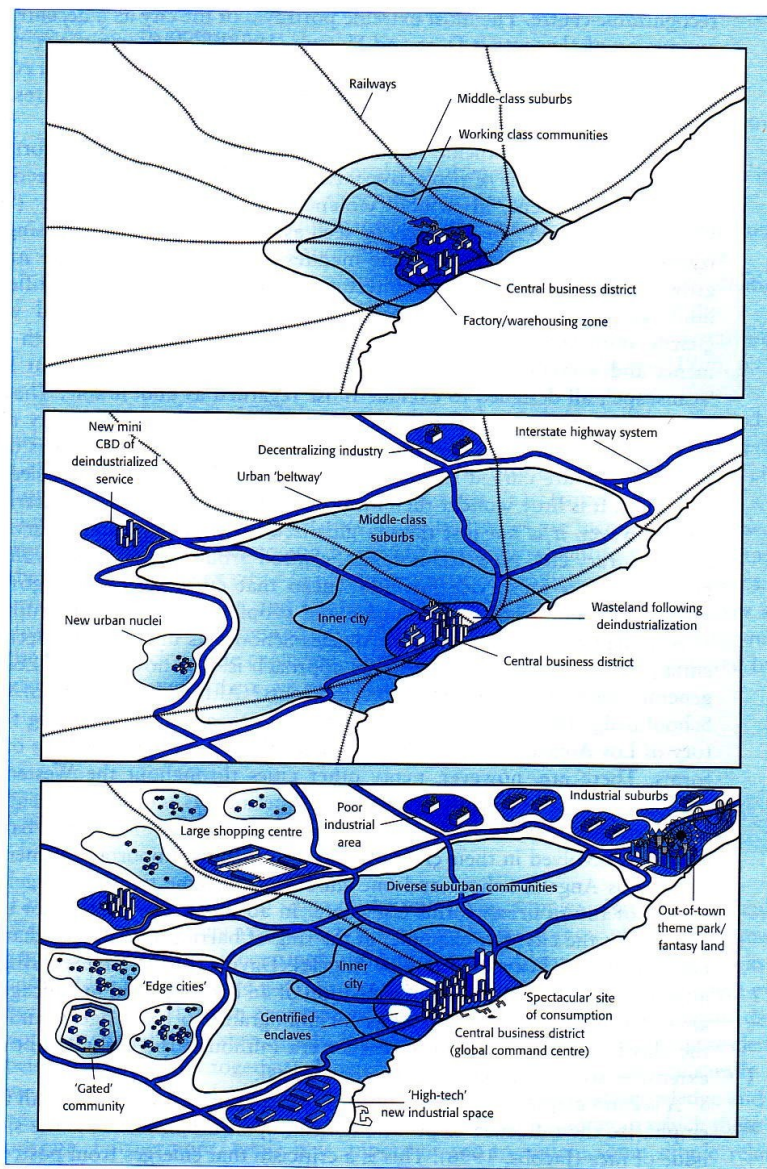 Railways
Middle-class suburbs
Working class communities
Central business district
Factory/warehousing zone
New mini
CBD of
deindustrialized
service
Decentralizing industry
Interstate highway system
Urban 'beltway'
Middle-class
suburbs
New urban nuclei
Inner city
Wasteland following
deindustrialization
Central business district
Large shopping centre
Poor
industrial
area
Industrial suburbs
Diverse suburban communities
Out-of-town
theme park/
fantasy land
Inner
city
'Edge cities'
Gentrified
enclaves
'Spectacular' site
of consumption
Central business district
(global command centre)
'Gated'
community
'High-tech'
new industrial space